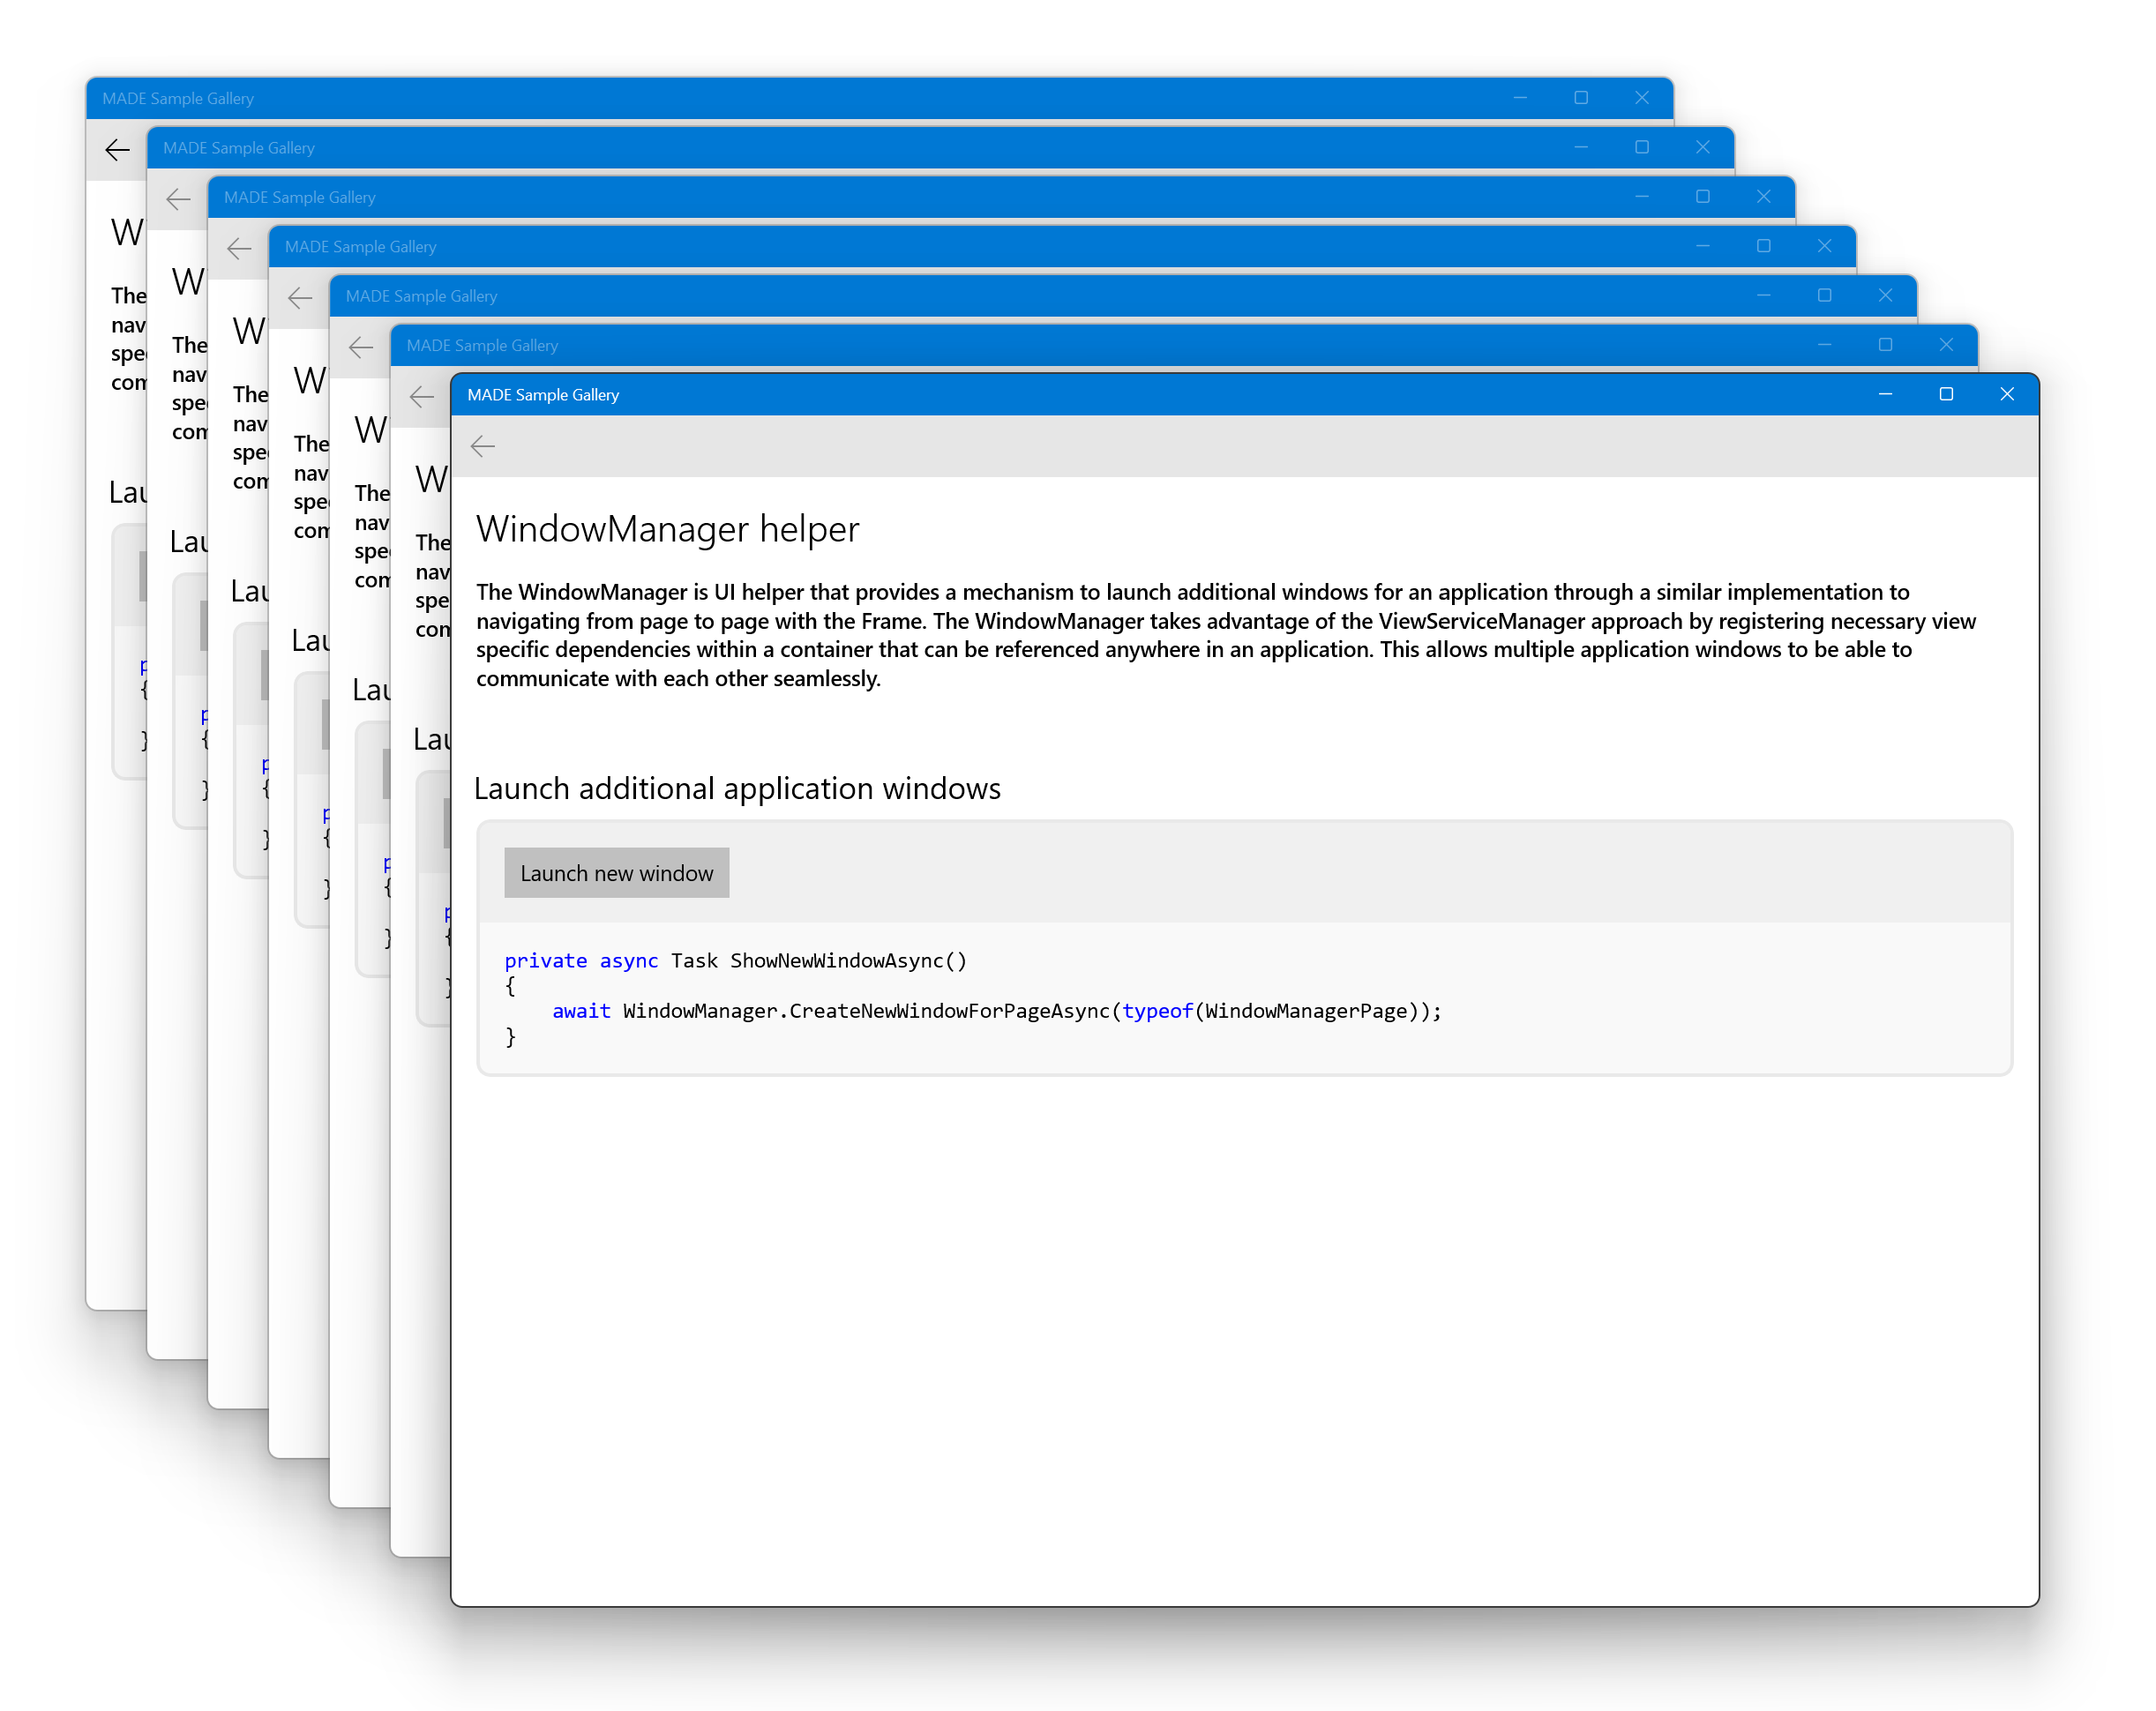 MADE Sample Gallery
MADE Sample Gallery
MADE Sample Gallery
MADE Sample Gallery
MADE Sample Gallery
MADE Sample Gallery
MADE Sample Gallery
WindowManager helper
The WindowManager is UI helper that provides a mechanism to launch additional windows for an application through a similar implementation to
navigating from page to page with the Frame. The WindowManager takes advantage of the ViewServiceManager approach by registering necessary view
specific dependencies within a container that can be referenced anywhere in an application. This allows multiple application windows to be able to
communicate with each other seamlessly.
Launch additional application windows
Launch new window
private async Task ShowNewWindowAsync()
{
    await WindowManager.CreateNewWindowForPageAsync(typeof(WindowManagerPage));
}